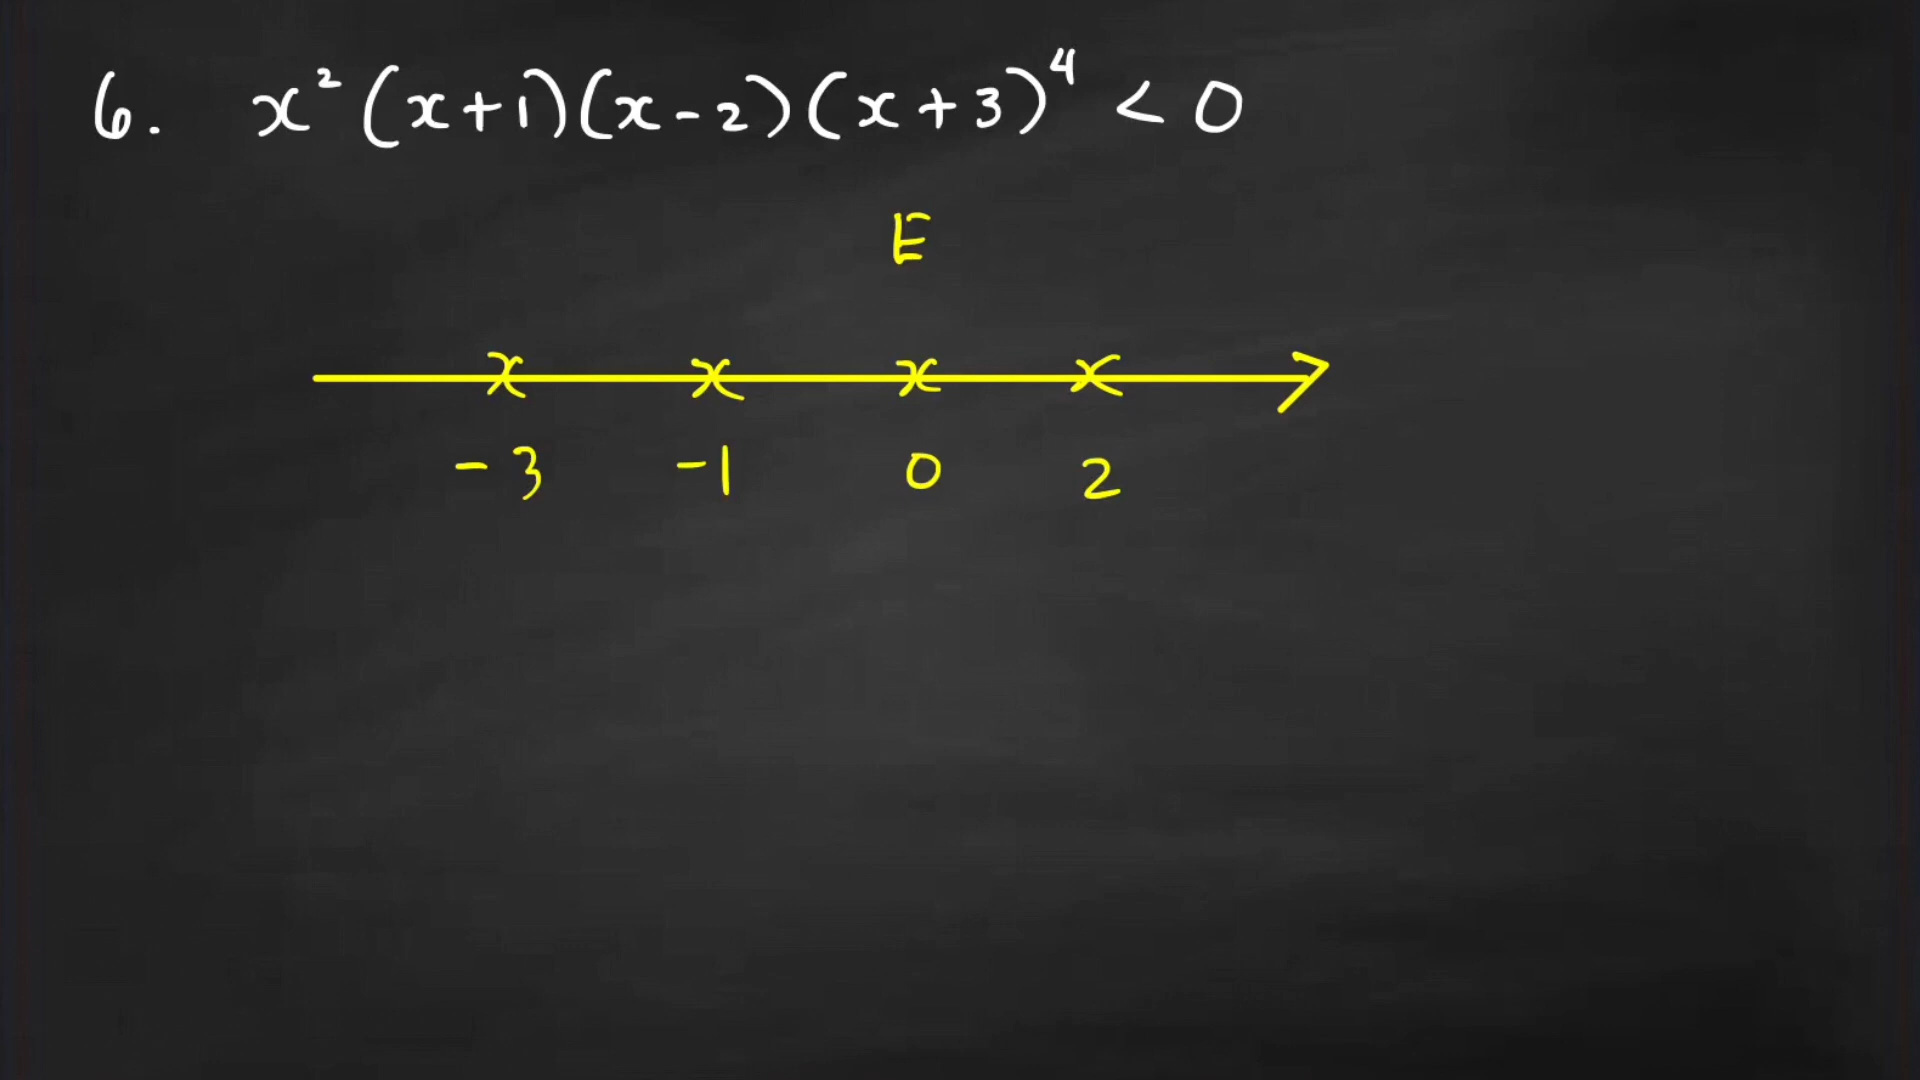 6. x²(x+1)(x-2)(x+3)⁴ < 0
E
x x x x
-3 -1 0 2